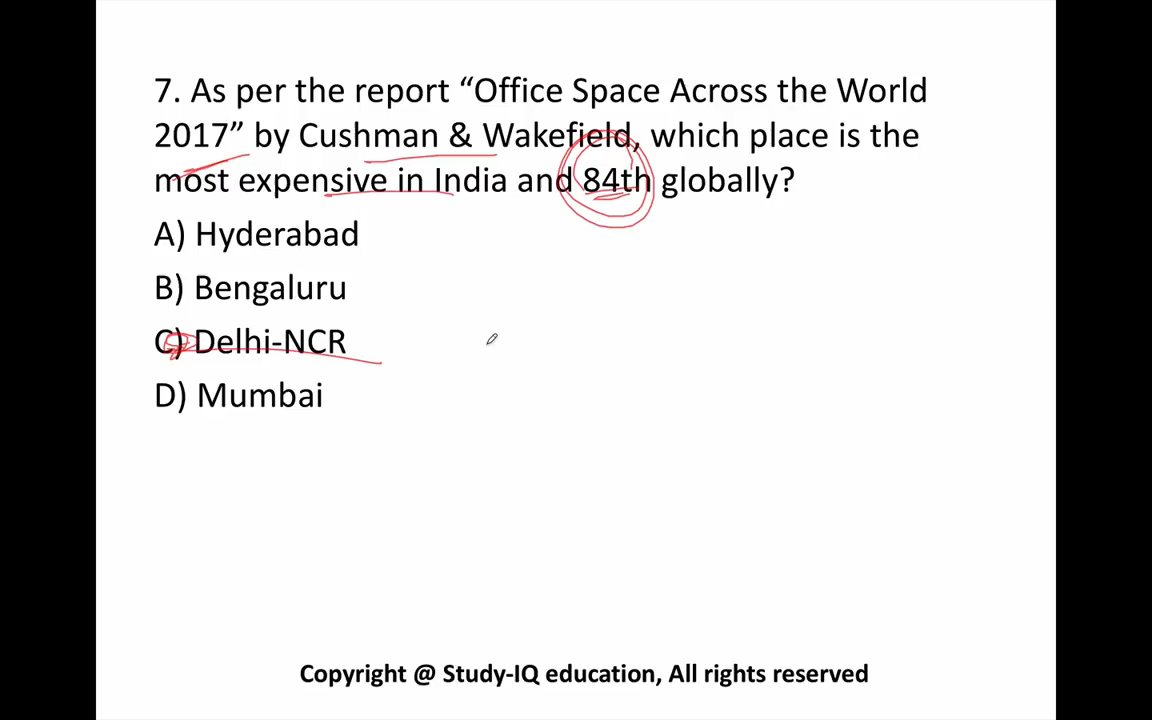 7. As per the report “Office Space Across the World
2017” by Cushman & Wakefield, which place is the
most expensive in India and 84th globally?
A) Hyderabad
B) Bengaluru
C) Delhi-NCR
D) Mumbai
Copyright @ Study-IQ education, All rights reserved